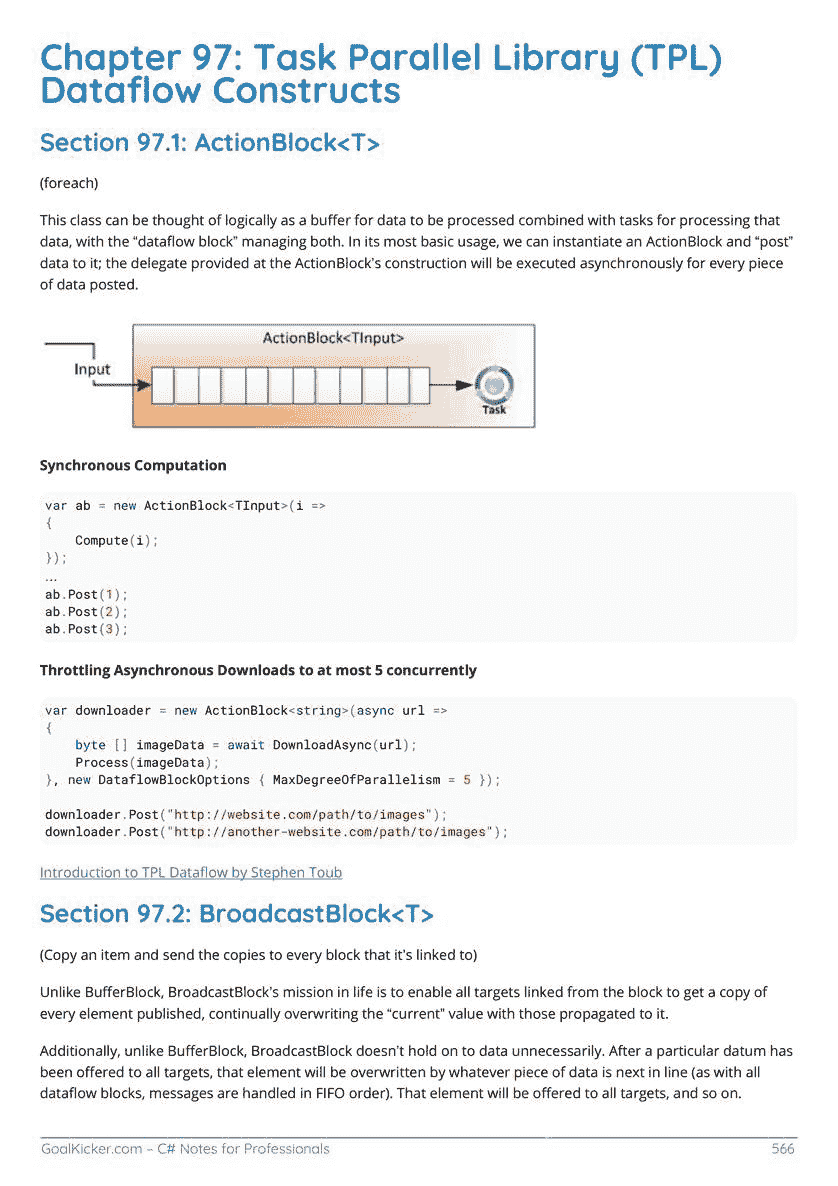 Chapter 97: Task Parallel Library (TPL)
Dataflow Constructs
Section 97.1: ActionBlock<T>
(foreach)
This class can be thought of logically as a buffer for data to be processed combined with tasks for processing that
data, with the “dataflow block” managing both. In its most basic usage, we can instantiate an ActionBlock and “post”
data to it; the delegate provided at the ActionBlock’s construction will be executed asynchronously for every piece
of data posted.
ActionBlock<TInput>
Input
Task
Synchronous Computation
var ab = new ActionBlock<TInput>(i =>
{
    Compute(i);
});
…
ab.Post(1);
ab.Post(2);
ab.Post(3);
Throttling Asynchronous Downloads to at most 5 concurrently
var downloader = new ActionBlock<string>(async url =>
{
    byte [] imageData = await DownloadAsync(url);
    Process(imageData);
}, new DataflowBlockOptions { MaxDegreeOfParallelism = 5 });
downloader.Post("http://website.com/path/to/images");
downloader.Post("http://another-website.com/path/to/images");
Introduction to TPL Dataflow by Stephen Toub
Section 97.2: BroadcastBlock<T>
(Copy an item and send the copies to every block that it’s linked to)
Unlike BufferBlock, BroadcastBlock’s mission in life is to enable all targets linked from the block to get a copy of
every element published, continually overwriting the “current” value with those propagated to it.
Additionally, unlike BufferBlock, BroadcastBlock doesn’t hold on to data unnecessarily. After a particular datum has
been offered to all targets, that element will be overwritten by whatever piece of data is next in line (as with all
dataflow blocks, messages are handled in FIFO order). That element will be offered to all targets, and so on.
GoalKicker.com – C# Notes for Professionals
566